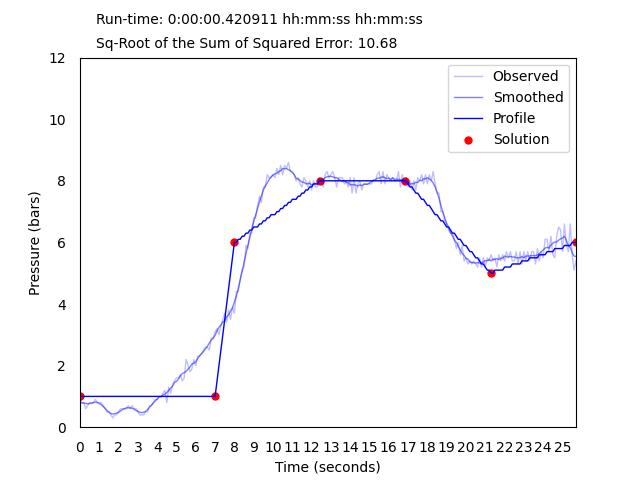 Run-time: 0:00:00.420911 hh:mm:ss hh:mm:ss
Sq-Root of the Sum of Squared Error: 10.68
12
10
8
6
4
2
0
Pressure (bars)
Observed
Smoothed
Profile
Solution
0 1 2 3 4 5 6 7 8 9 10 11 12 13 14 15 16 17 18 19 20 21 22 23 24 25
Time (seconds)